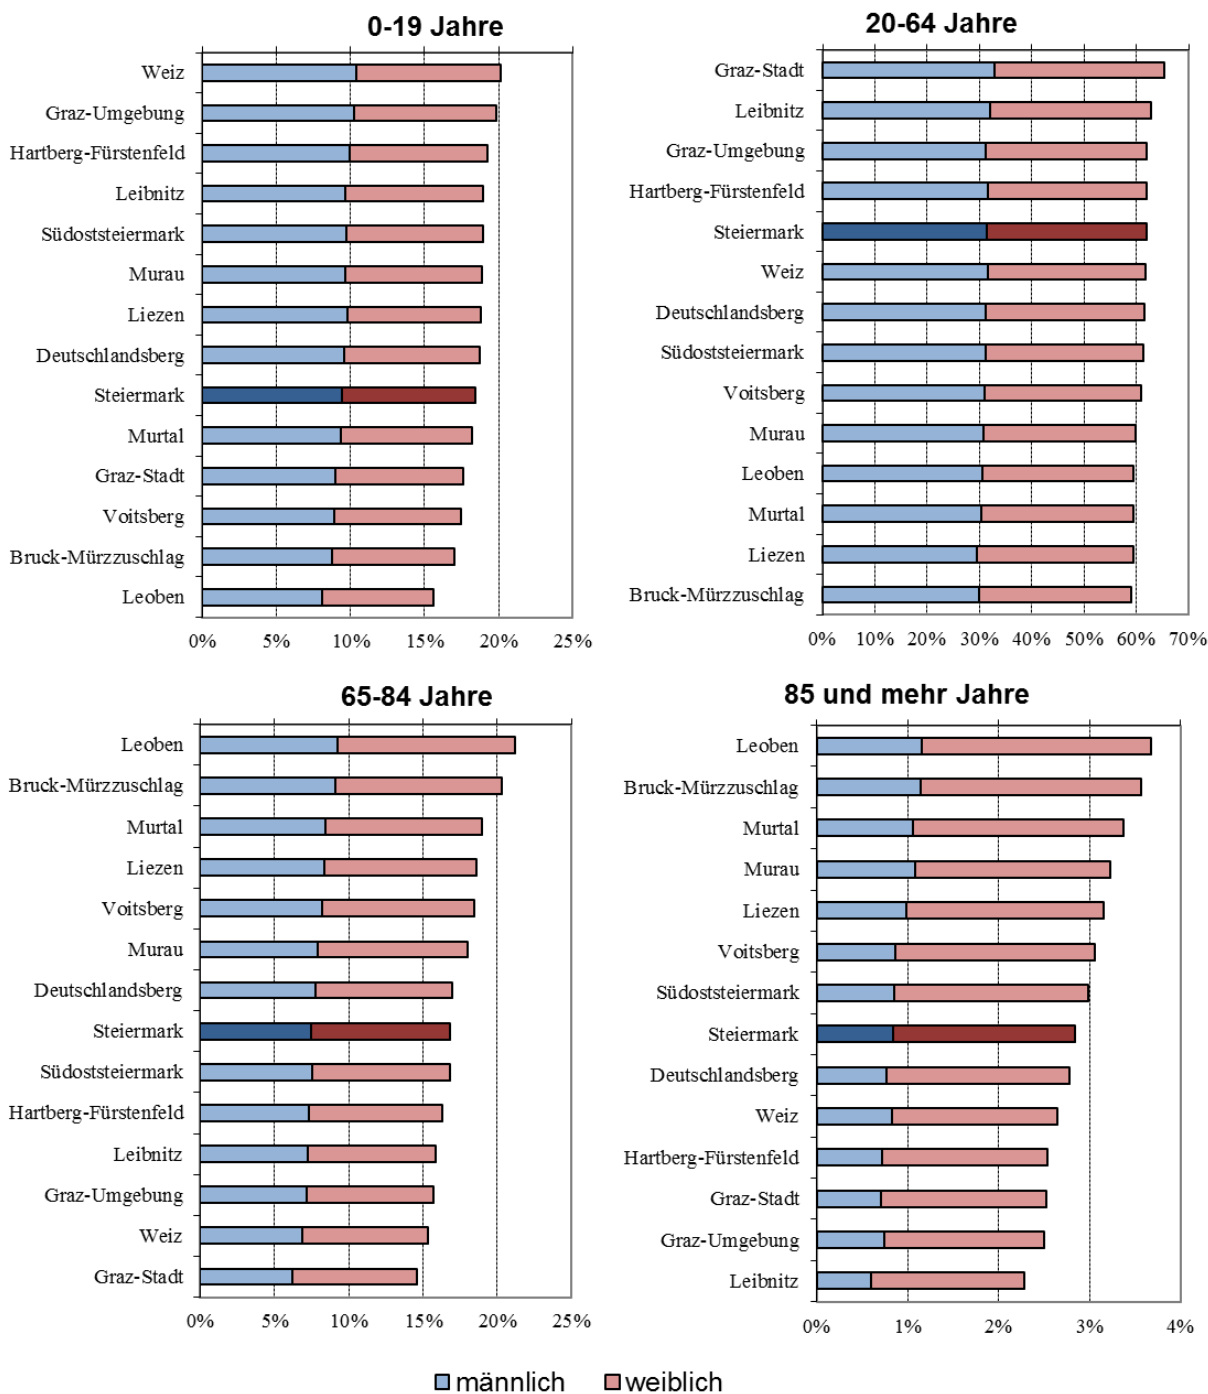 0-19 Jahre
Weiz
Graz-Umgebung
Hartberg-Fürstenfeld
Leibnitz
Südoststeiermark
Murau
Liezen
Deutschlandsberg
Steiermark
Murtal
Graz-Stadt
Voitsberg
Bruck-Mürzzuschlag
Leoben
0% 5% 10% 15% 20% 25%
20-64 Jahre
Graz-Stadt
Leibnitz
Graz-Umgebung
Hartberg-Fürstenfeld
Steiermark
Weiz
Deutschlandsberg
Südoststeiermark
Voitsberg
Murau
Leoben
Murtal
Liezen
Bruck-Mürzzuschlag
0% 10% 20% 30% 40% 50% 60% 70%
65-84 Jahre
Leoben
Bruck-Mürzzuschlag
Murtal
Liezen
Voitsberg
Murau
Deutschlandsberg
Steiermark
Südoststeiermark
Hartberg-Fürstenfeld
Leibnitz
Graz-Umgebung
Weiz
Graz-Stadt
0% 5% 10% 15% 20% 25%
85 und mehr Jahre
Leoben
Bruck-Mürzzuschlag
Murtal
Murau
Liezen
Voitsberg
Südoststeiermark
Steiermark
Deutschlandsberg
Weiz
Hartberg-Fürstenfeld
Graz-Stadt
Graz-Umgebung
Leibnitz
0% 1% 2% 3% 4%
männlich weiblich